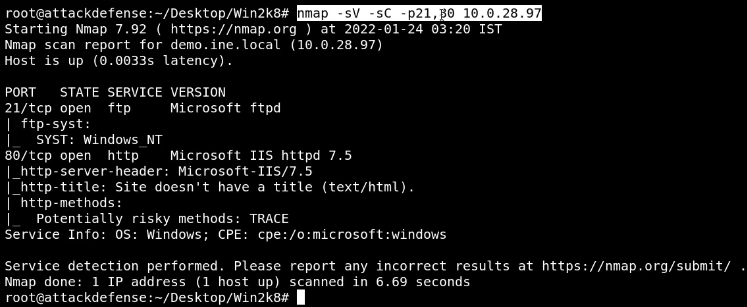 root@attackdefense:~/Desktop/Win2k8# nmap -sV -sC -p21,80 10.0.28.97
Starting Nmap 7.92 ( https://nmap.org ) at 2022-01-24 03:20 IST
Nmap scan report for demo.ine.local (10.0.28.97)
Host is up (0.0033s latency).

PORT   STATE SERVICE VERSION
21/tcp open  ftp     Microsoft ftpd
| ftp-syst:
|_  SYST: Windows_NT
80/tcp open  http    Microsoft IIS httpd 7.5
|_http-server-header: Microsoft-IIS/7.5
|_http-title: Site doesn't have a title (text/html).
| http-methods:
|_  Potentially risky methods: TRACE
Service Info: OS: Windows; CPE: cpe:/o:microsoft:windows

Service detection performed. Please report any incorrect results at https://nmap.org/submit/ .
Nmap done: 1 IP address (1 host up) scanned in 6.69 seconds
root@attackdefense:~/Desktop/Win2k8#